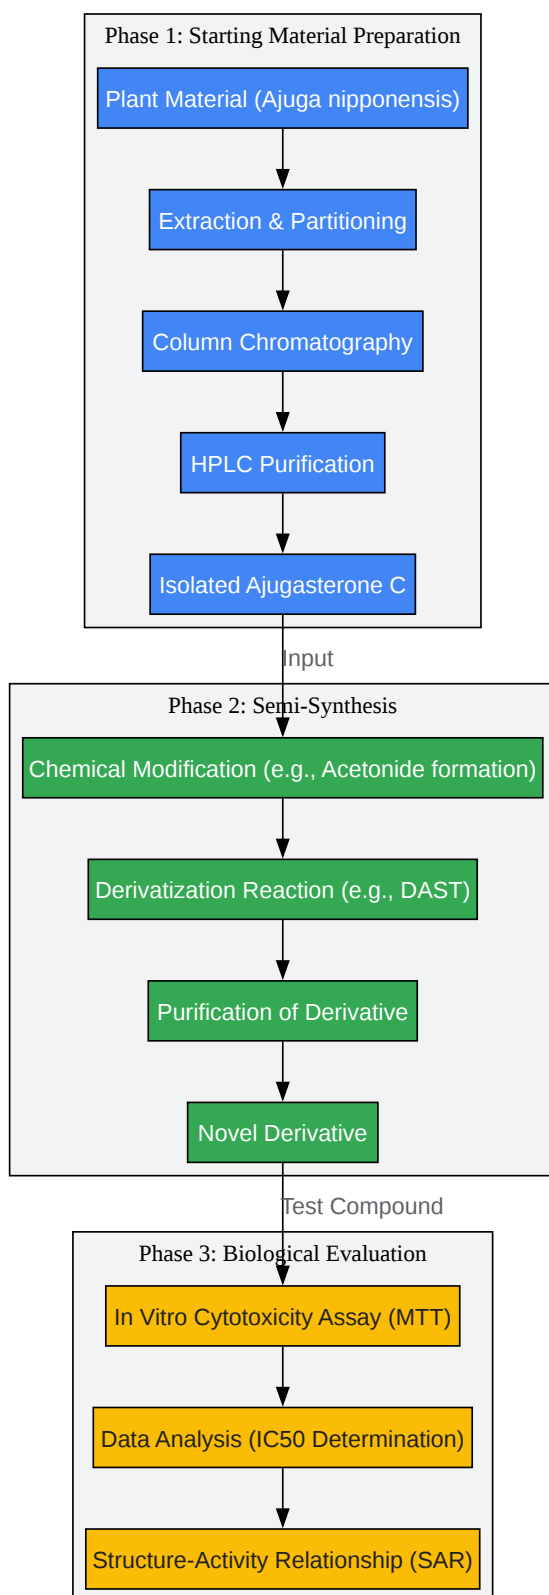 Phase 1: Starting Material Preparation
Plant Material (Ajuga nipponensis)
Extraction & Partitioning
Column Chromatography
HPLC Purification
Isolated Ajugasterone C
Input
Phase 2: Semi-Synthesis
Chemical Modification (e.g., Acetonide formation)
Derivatization Reaction (e.g., DAST)
Purification of Derivative
Novel Derivative
Test Compound
Phase 3: Biological Evaluation
In Vitro Cytotoxicity Assay (MTT)
Data Analysis (IC50 Determination)
Structure-Activity Relationship (SAR)